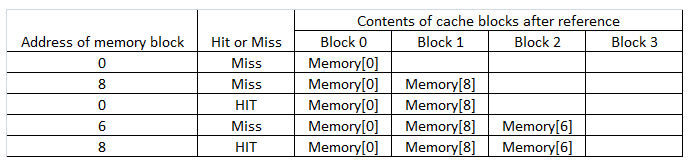 Contents of cache blocks after reference
Address of memory block Hit or Miss Block 0 Block 1 Block 2 Block 3
0 Miss Memory[0]
8 Miss Memory[0] Memory[8]
0 HIT Memory[0] Memory[8]
6 Miss Memory[0] Memory[8] Memory[6]
8 HIT Memory[0] Memory[8] Memory[6]